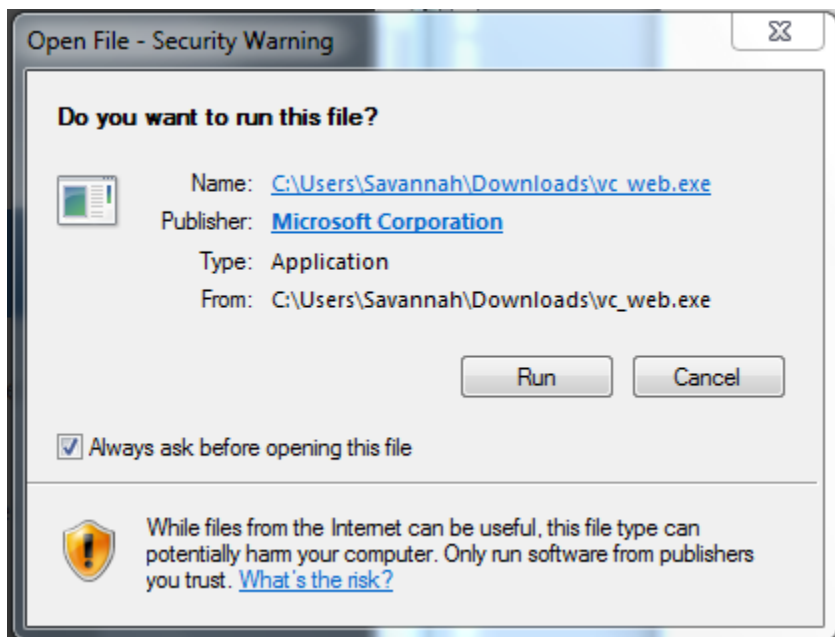 Open File - Security Warning
Do you want to run this file?
Name: C:\Users\Savannah\Downloads\vc_web.exe
Publisher: Microsoft Corporation
Type: Application
From: C:\Users\Savannah\Downloads\vc_web.exe
Run Cancel
Always ask before opening this file
While files from the Internet can be useful, this file type can
potentially harm your computer. Only run software from publishers
you trust. What's the risk?